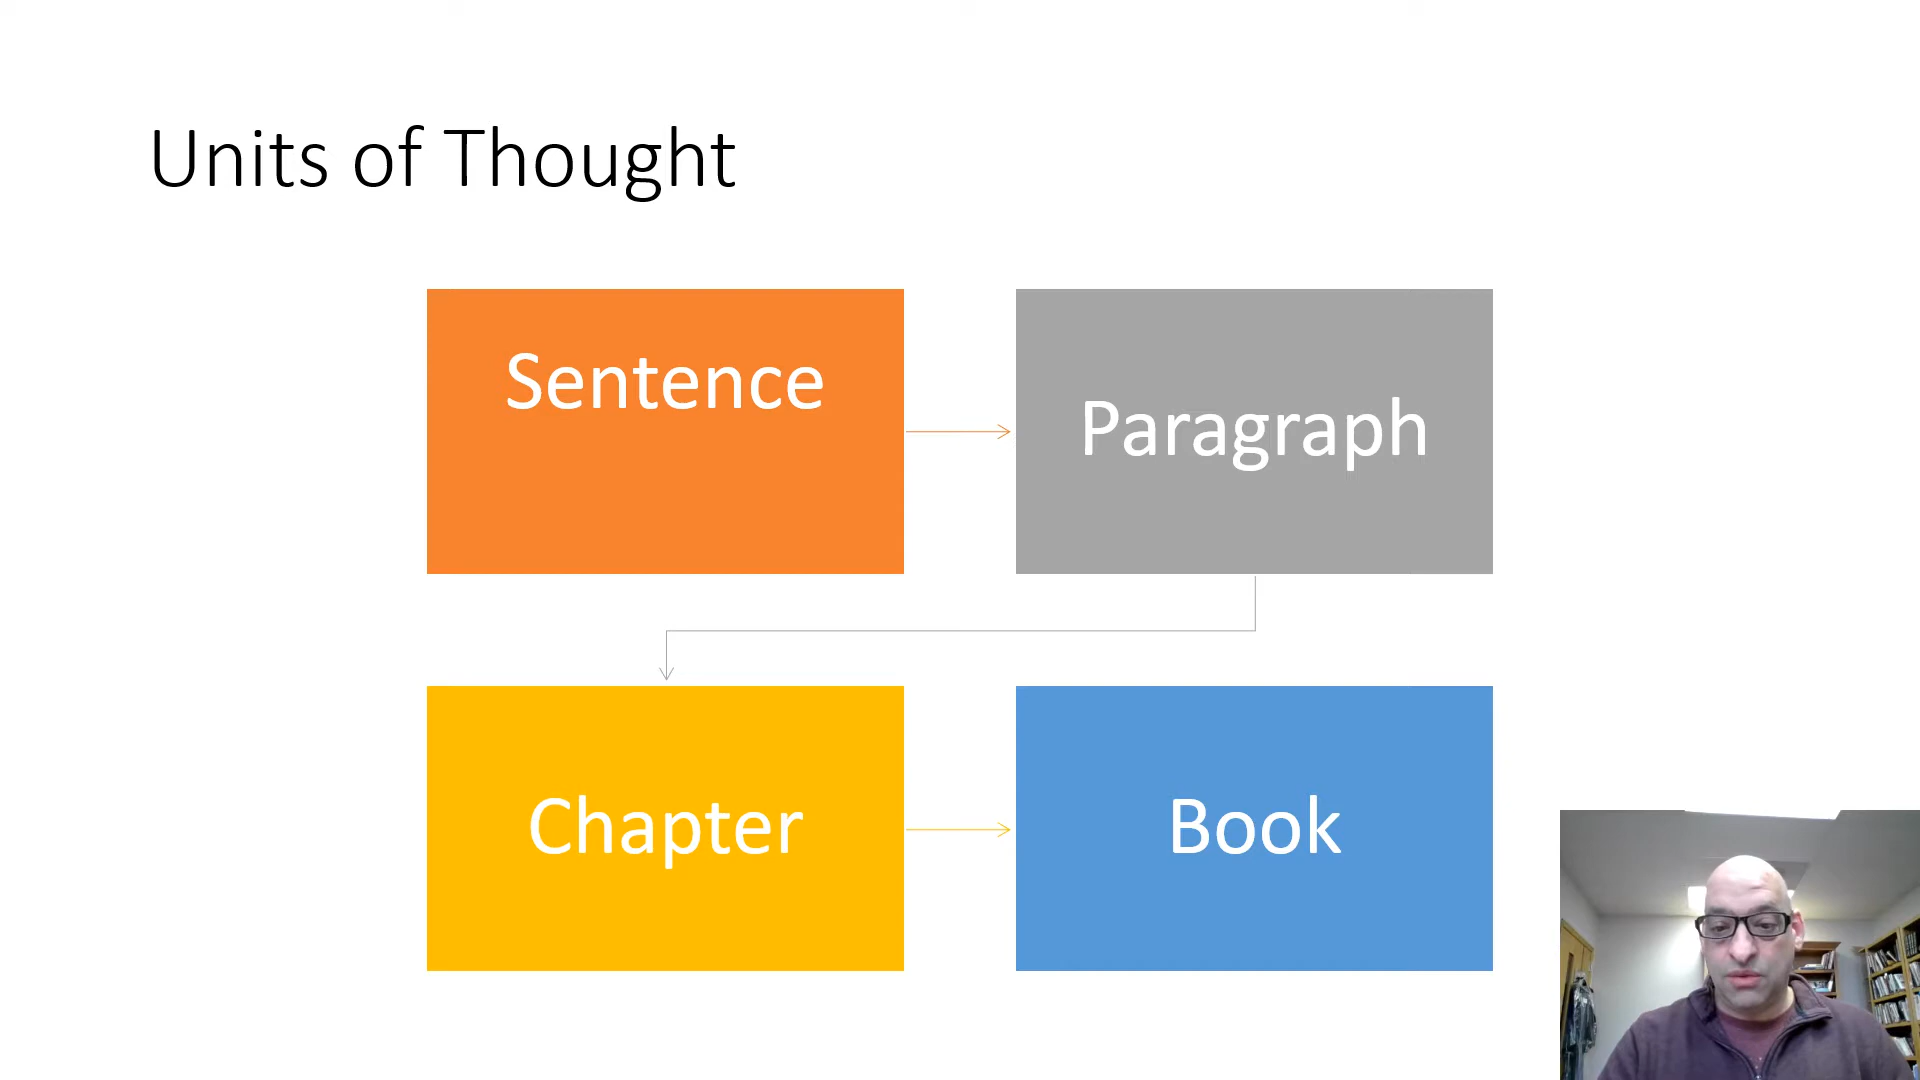 Units of Thought
Sentence
Paragraph
Chapter
Book